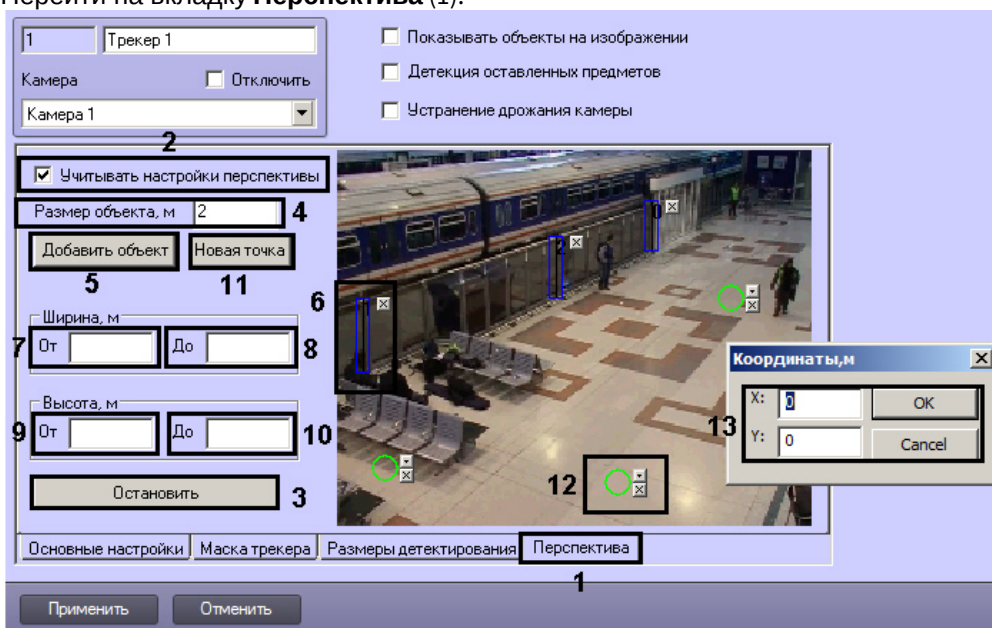 Перейти на вкладку Перспектива (1).
1 Трекер 1
Показывать объекты на изображении
Камера Отключить
Детекция оставленных предметов
Камера 1
Устранение дрожания камеры
2
Учитывать настройки перспективы
Размер объекта, м 2 4
Добавить объект Новая точка
5 11
6
Ширина, м
7 От До 8
Высота, м
9 От До 10
Остановить 3
12
Координаты,м
X: 0 OK
13
Y: 0 Cancel
Основные настройки Маска трекера Размеры детектирования Перспектива
1
Применить Отменить